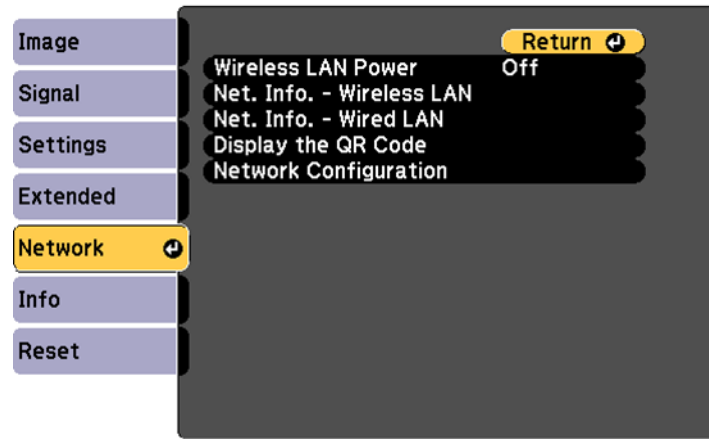 Image
Signal
Settings
Extended
Network
Info
Reset
Return
Wireless LAN Power Off
Net. Info. - Wireless LAN
Net. Info. - Wired LAN
Display the QR Code
Network Configuration